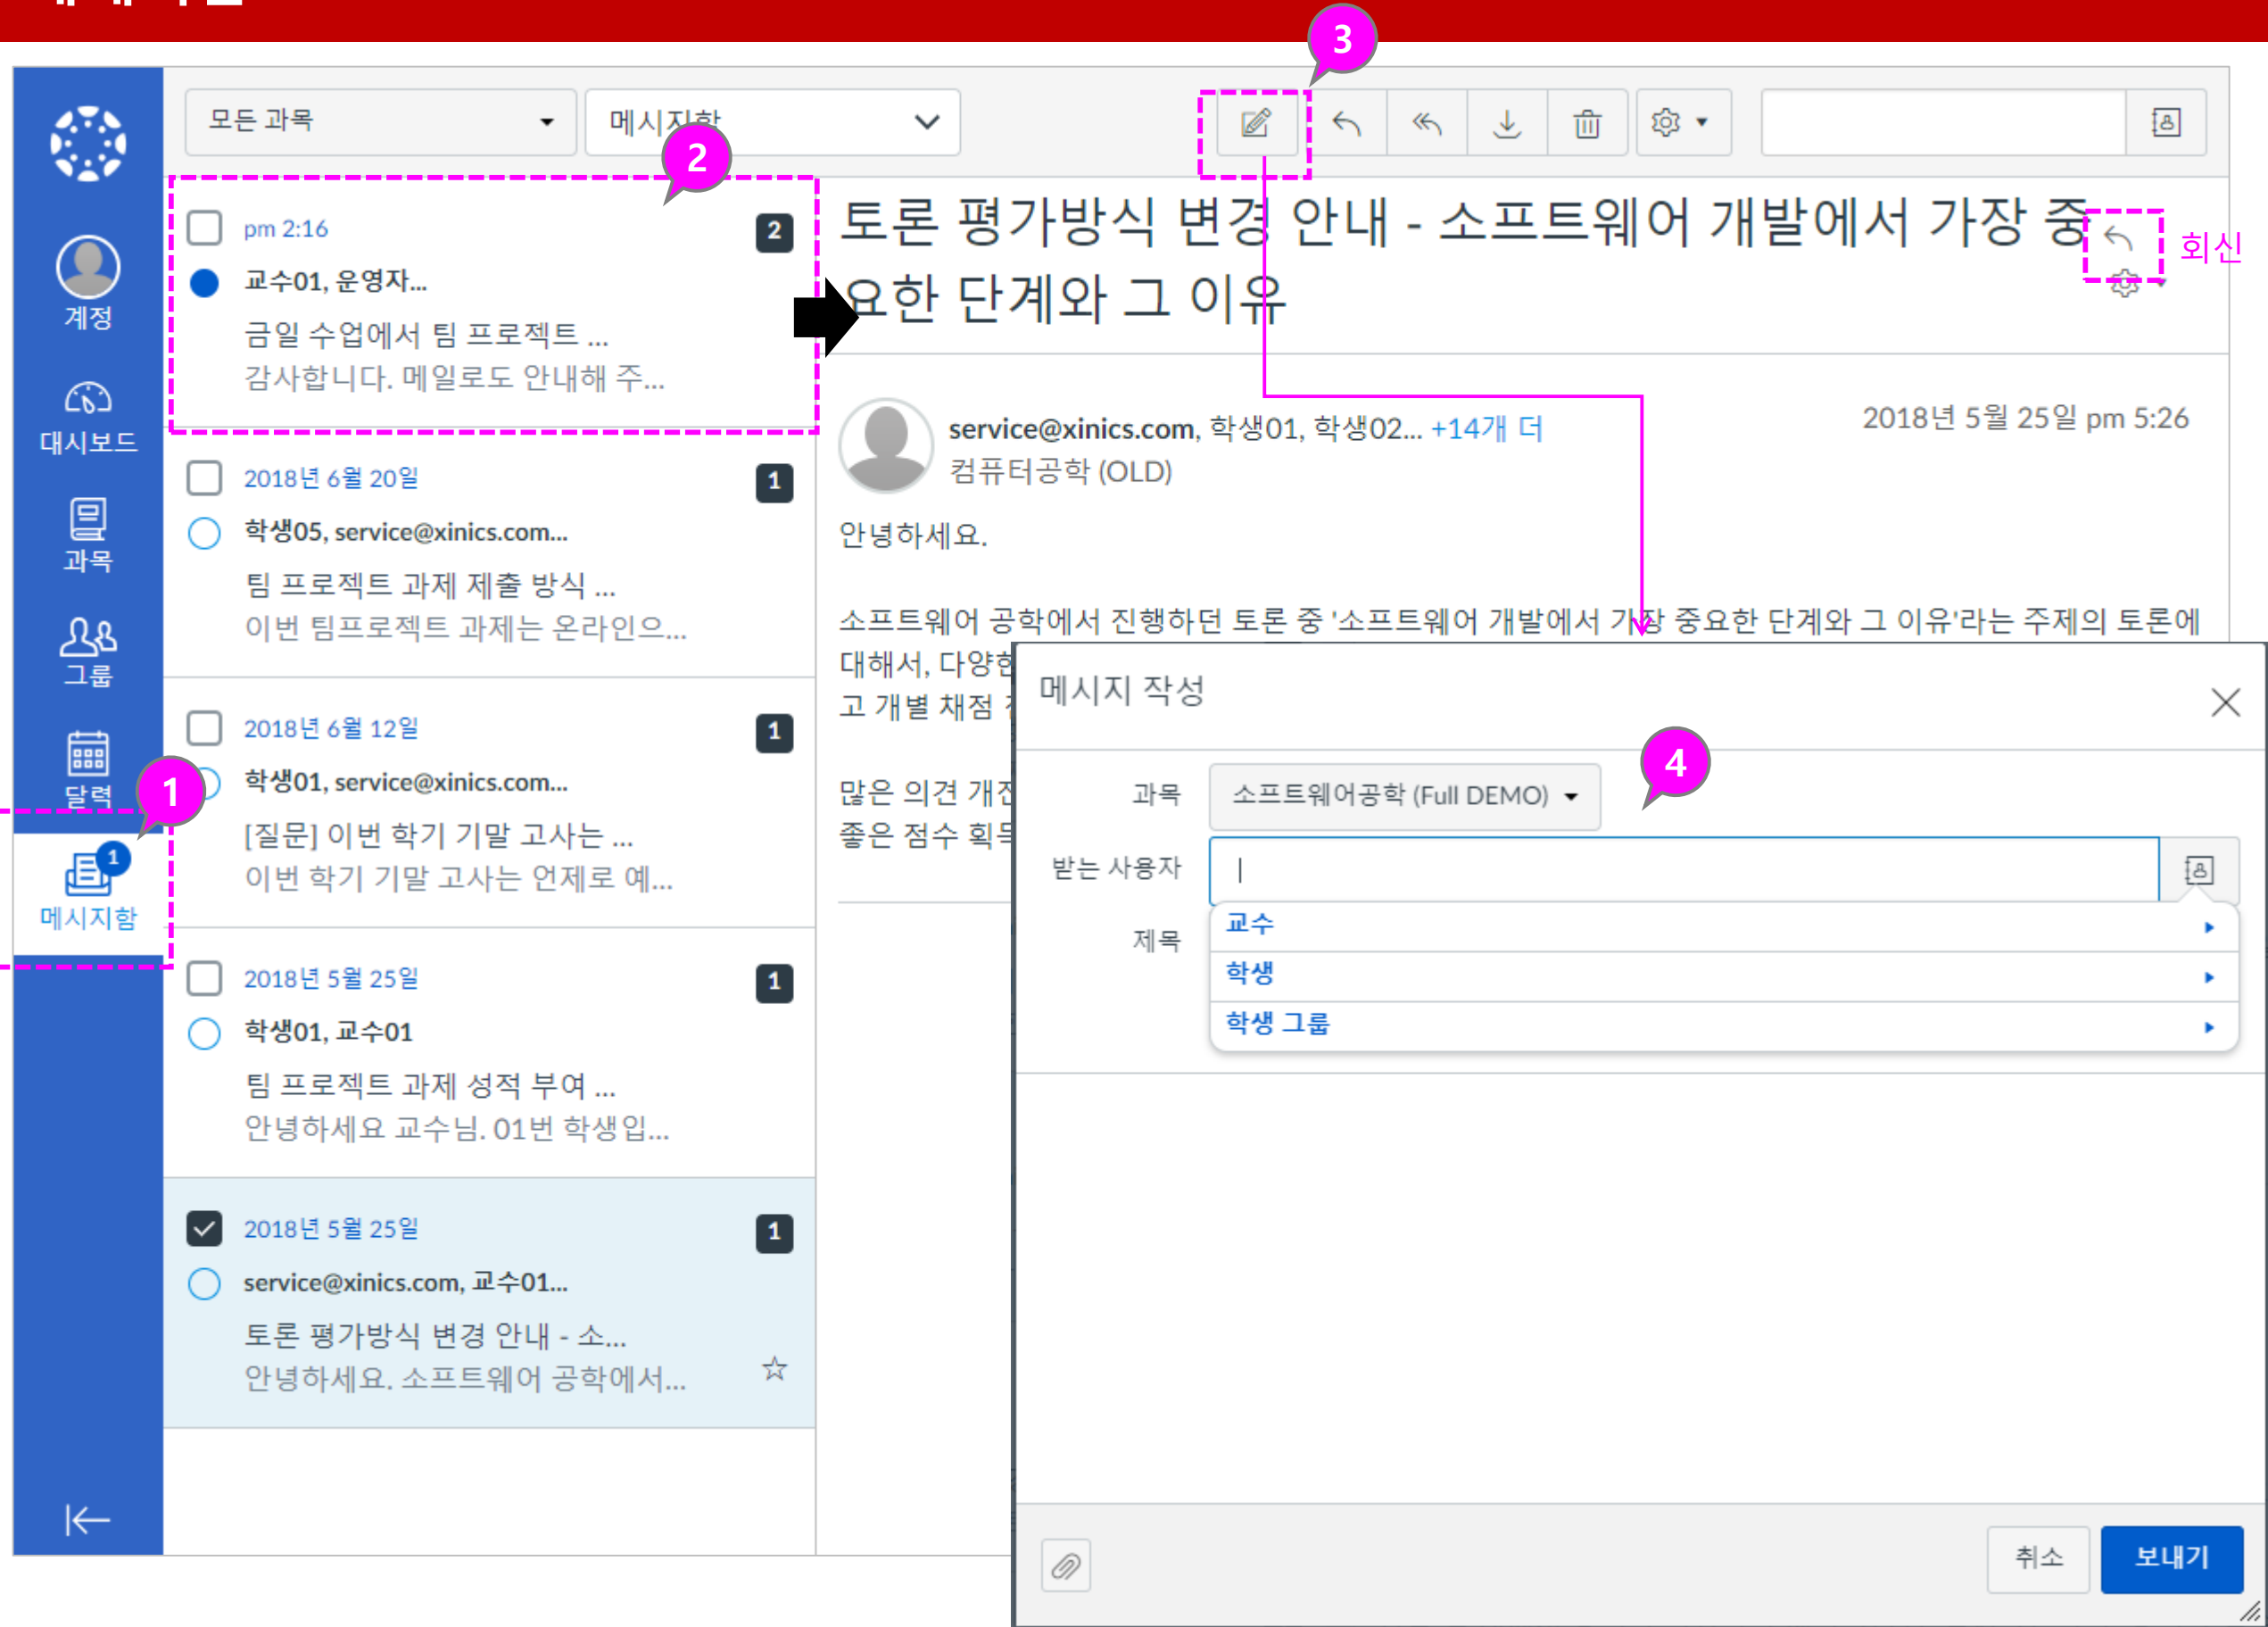 3
모든 과목
메시지함
2
계정
대시보드
과목
그룹
달력
1
1
메시지함
pm 2:16
2
교수01, 운영자...
금일 수업에서 팀 프로젝트 ...
감사합니다. 메일로도 안내해 주...
2018년 6월 20일
1
학생05, service@xinics.com...
팀 프로젝트 과제 제출 방식 ...
이번 팀프로젝트 과제는 온라인으...
2018년 6월 12일
1
학생01, service@xinics.com...
[질문] 이번 학기 기말 고사는 ...
이번 학기 기말 고사는 언제로 예...
2018년 5월 25일
1
학생01, 교수01
팀 프로젝트 과제 성적 부여 ...
안녕하세요 교수님. 01번 학생입...
2018년 5월 25일
1
service@xinics.com, 교수01...
토론 평가방식 변경 안내 - 소...
안녕하세요. 소프트웨어 공학에서...
토론 평가방식 변경 안내 - 소프트웨어 개발에서 가장 중
요한 단계와 그 이유
회신
service@xinics.com, 학생01, 학생02... +14개 더
2018년 5월 25일 pm 5:26
컴퓨터공학 (OLD)
안녕하세요.
소프트웨어 공학에서 진행하던 토론 중 '소프트웨어 개발에서 가장 중요한 단계와 그 이유'라는 주제의 토론에
대해서, 다양한
고 개별 채점
많은 의견 개진
좋은 점수 획득
메시지 작성
4
과목
소프트웨어공학 (Full DEMO)
받는 사용자
제목
교수
학생
학생 그룹
취소
보내기